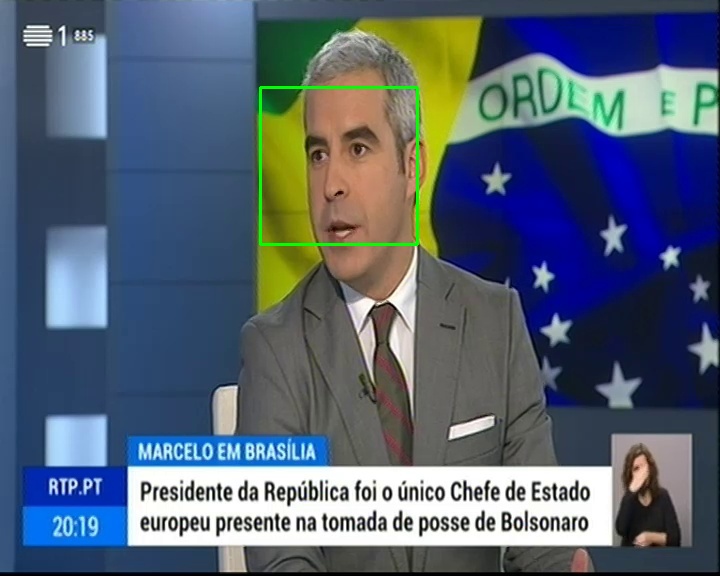 1 885
ORDEM E P
MARCELO EM BRASÍLIA
RTP.PT
Presidente da República foi o único Chefe de Estado
20:19
europeu presente na tomada de posse de Bolsonaro